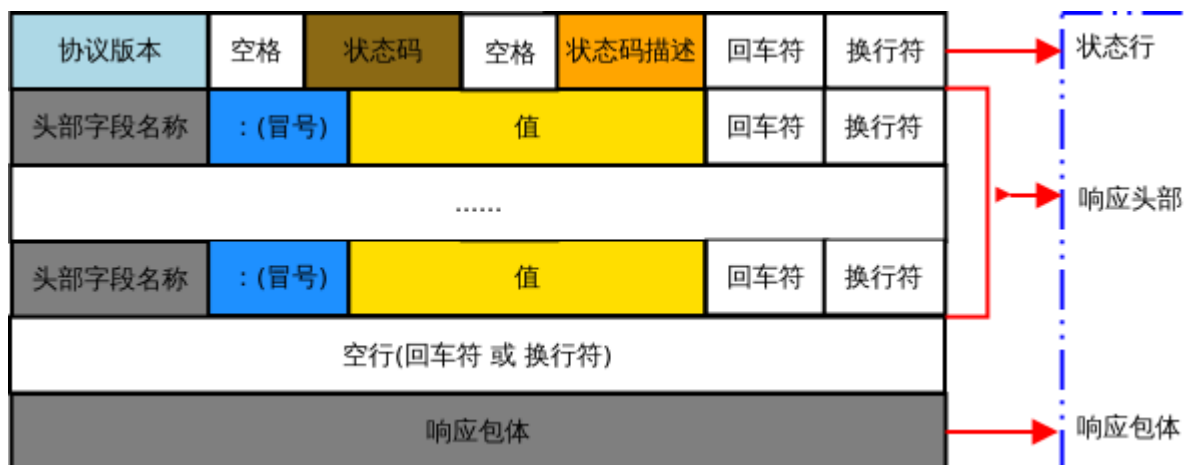 协议版本 空格 状态码 空格 状态码描述 回车符 换行符 状态行
头部字段名称 ：(冒号) 值 回车符 换行符
...... 响应头部
头部字段名称 ：(冒号) 值 回车符 换行符
空行(回车符 或 换行符)
响应包体 响应包体